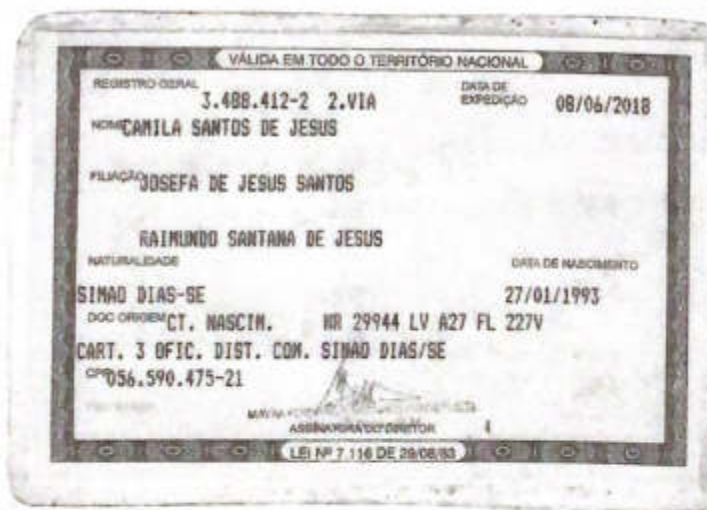 VÁLIDA EM TODO O TERRITÓRIO NACIONAL
REGISTRO GERAL 3.488.412-2 2.VIA DATA DE EXPEDIÇÃO 08/06/2018
NOME CAMILA SANTOS DE JESUS
FILIAÇÃO JOSEFA DE JESUS SANTOS
RAIMUNDO SANTANA DE JESUS
NATURALIDADE DATA DE NASCIMENTO
SIMAO DIAS-SE 27/01/1993
DOC ORIGEM CT. NASCIM. NR 29944 LV A27 FL 227V
CART. 3 OFIC. DIST. COM. SIMAO DIAS/SE
CPF 056.590.475-21
ASSINATURA DO DIRETOR 4
LEI Nº 7.116 DE 29/08/83